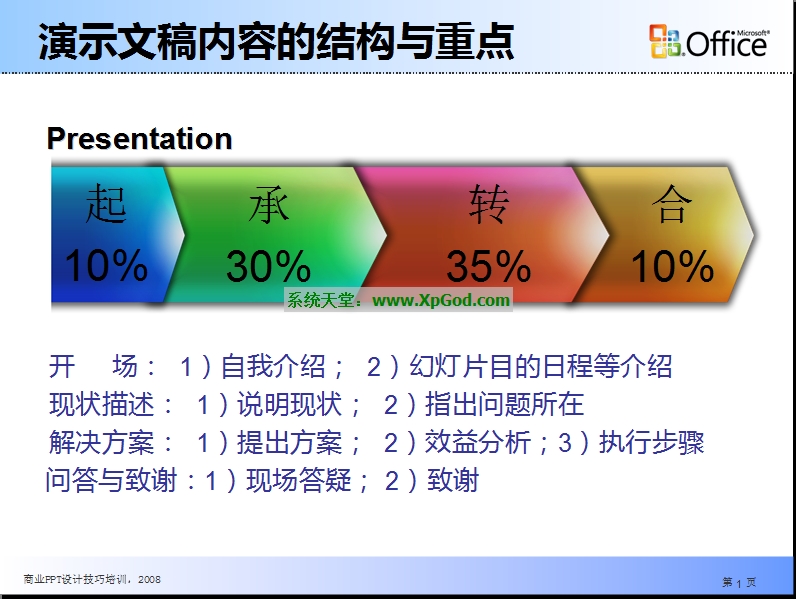 演示文稿内容的结构与重点
Microsoft®
Office
Presentation
起 承 转 合
10% 30% 35% 10%
系统天堂：www.XpGod.com
开 场： 1）自我介绍； 2）幻灯片目的日程等介绍
现状描述： 1）说明现状； 2）指出问题所在
解决方案： 1）提出方案； 2）效益分析；3）执行步骤
问答与致谢：1）现场答疑； 2）致谢
商业PPT设计技巧培训，2008
第 1 页